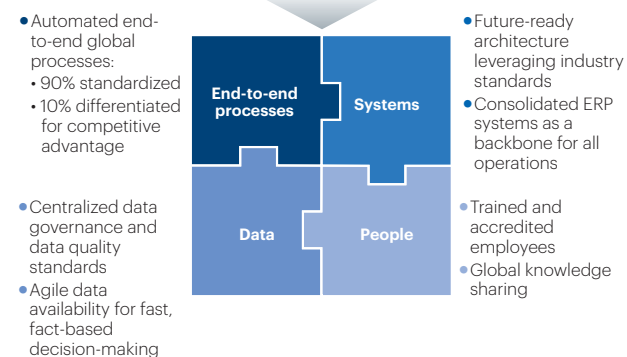 • Automated end-
to-end global
processes:
• 90% standardized
• 10% differentiated
for competitive
advantage
End-to-end
processes
Systems
• Future-ready
architecture
leveraging industry
standards
• Consolidated ERP
systems as a
backbone for all
operations
• Centralized data
governance and
data quality
standards
• Agile data
availability for fast,
fact-based
decision-making
Data
People
• Trained and
accredited
employees
• Global knowledge
sharing